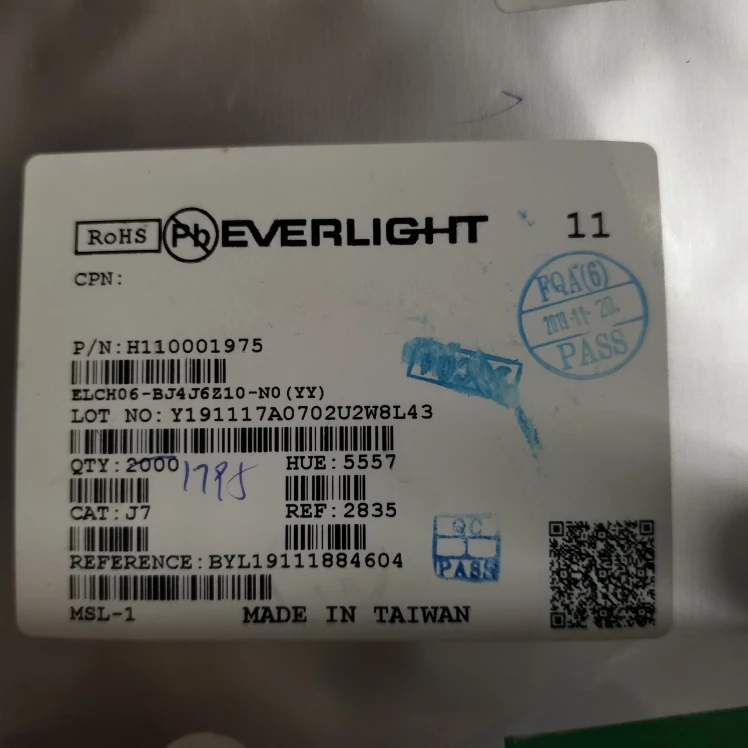 RoHS Pb EVERLIGHT 11
CPN:
FQA(6)
2019-11-20.
PASS
P/N:H110001975
ELCH06-BJ4J6Z10-N0(YY)
LOT NO:Y191117A0702U2W8L43
QTY:2000 1795 HUE:5557
CAT:J7 REF:2835
QC
PASS
REFERENCE:BYL19111884604
MSL-1 MADE IN TAIWAN